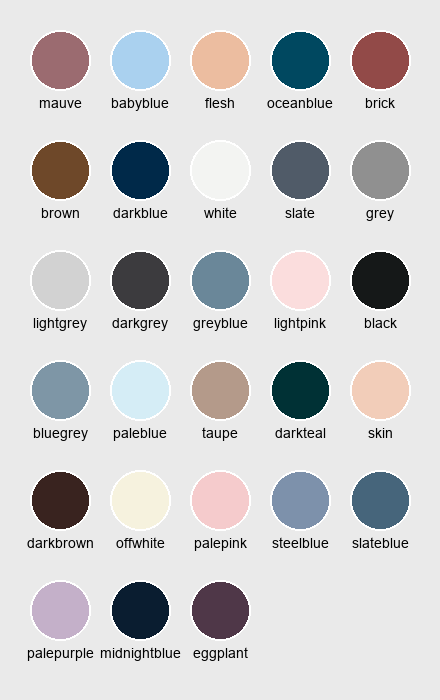 mauve babyblue flesh oceanblue brick
brown darkblue white slate grey
lightgrey darkgrey greyblue lightpink black
bluegrey paleblue taupe darkteal skin
darkbrown offwhite palepink steelblue slateblue
palepurple midnightblue eggplant